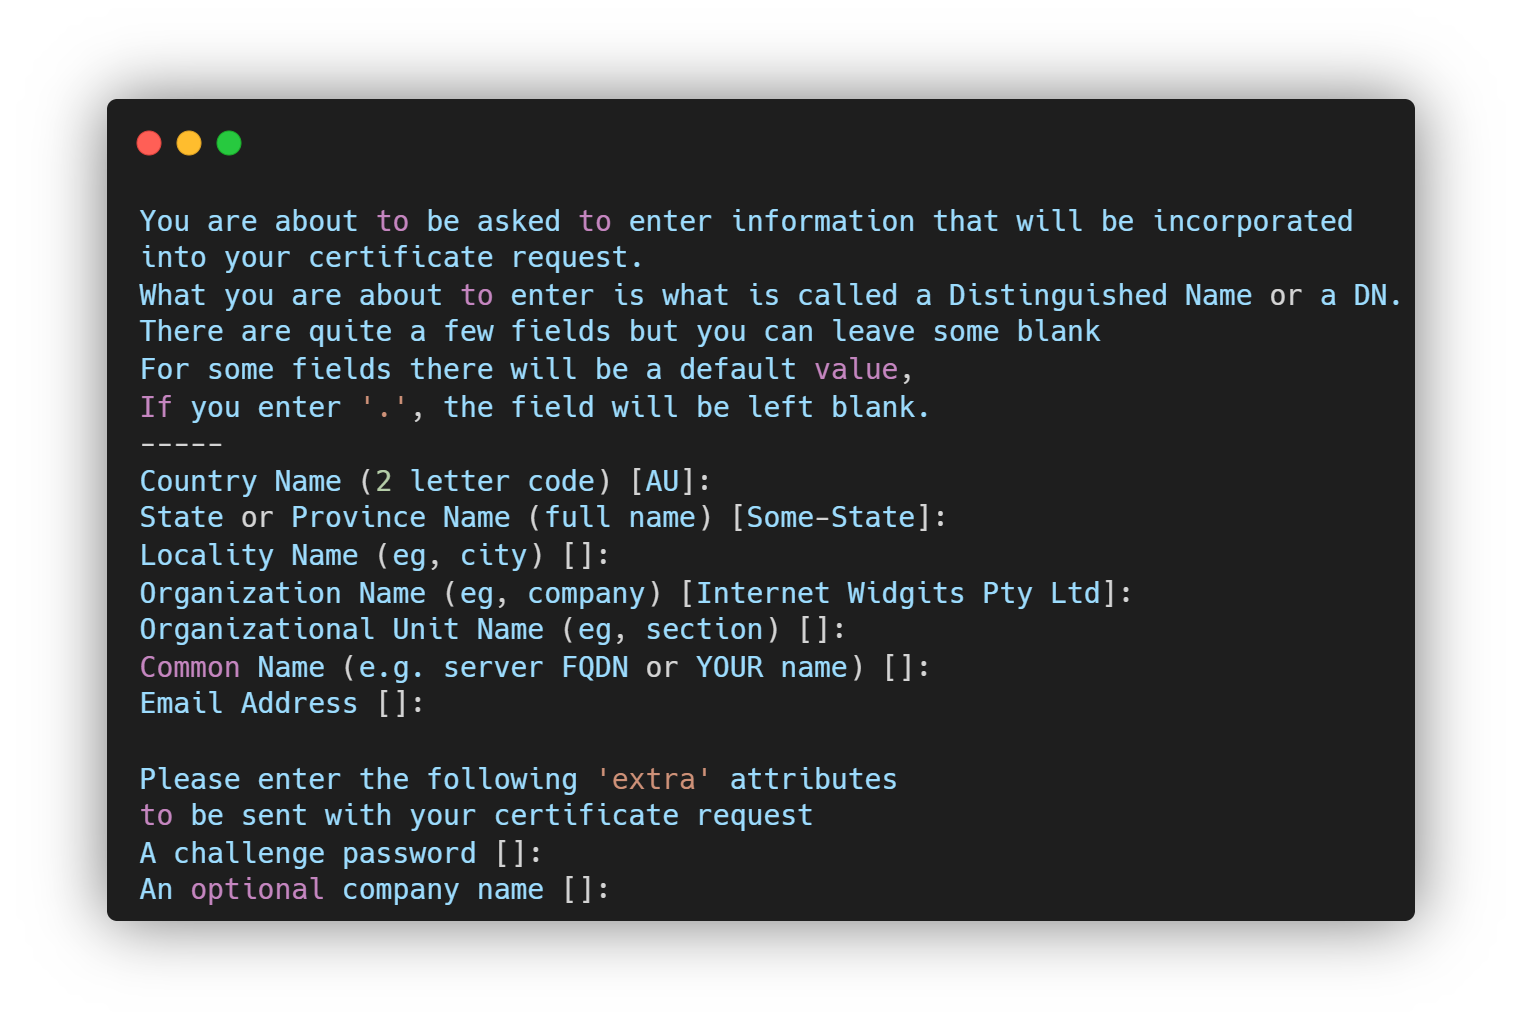 You are about to be asked to enter information that will be incorporated
into your certificate request.
What you are about to enter is what is called a Distinguished Name or a DN.
There are quite a few fields but you can leave some blank
For some fields there will be a default value,
If you enter '.', the field will be left blank.
-----
Country Name (2 letter code) [AU]:
State or Province Name (full name) [Some-State]:
Locality Name (eg, city) []:
Organization Name (eg, company) [Internet Widgits Pty Ltd]:
Organizational Unit Name (eg, section) []:
Common Name (e.g. server FQDN or YOUR name) []:
Email Address []:

Please enter the following 'extra' attributes
to be sent with your certificate request
A challenge password []:
An optional company name []: